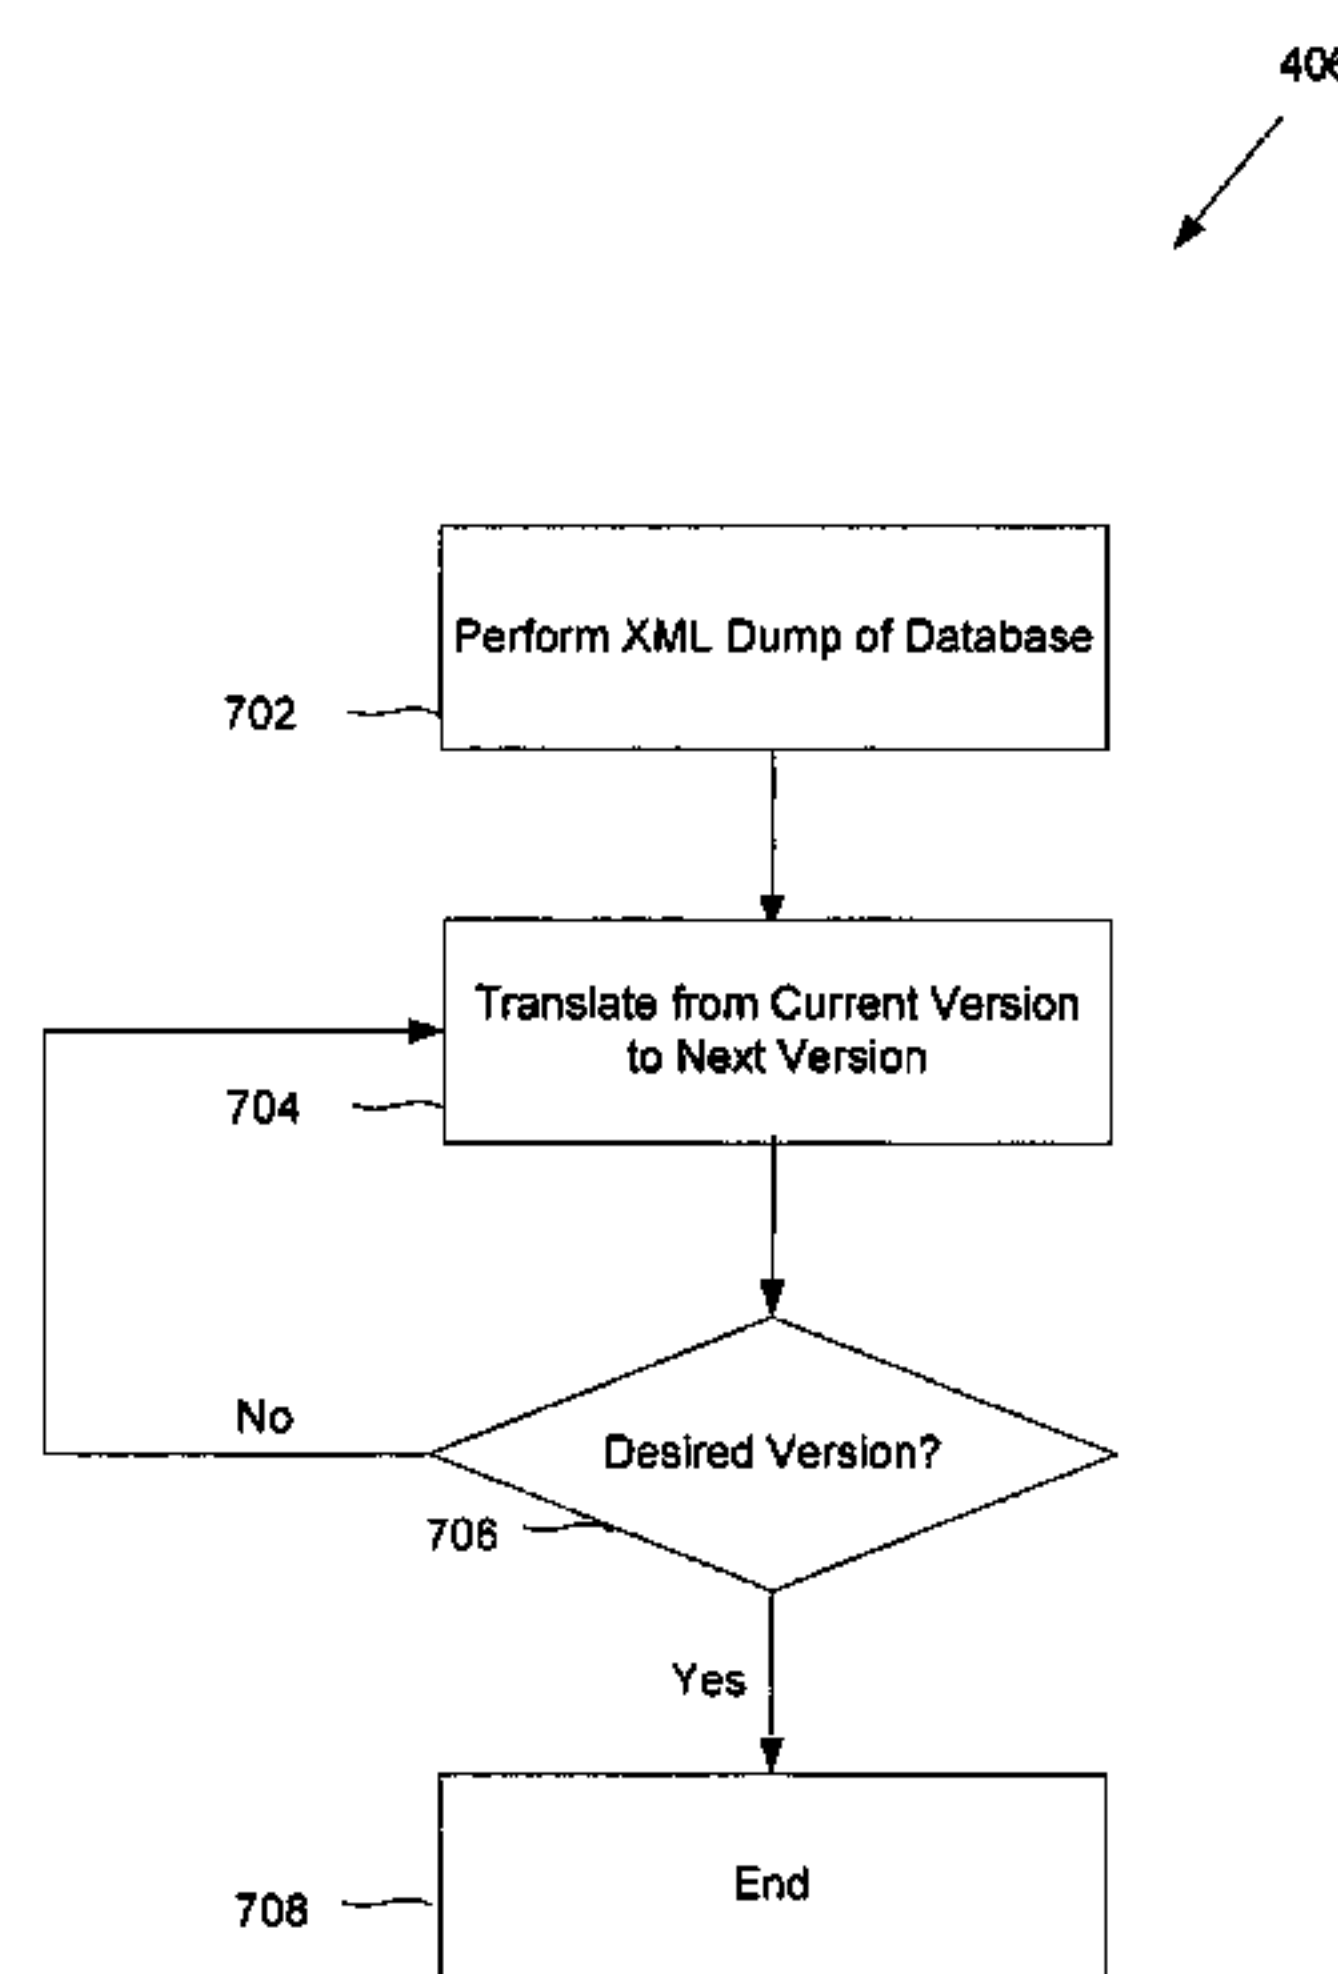 406
Perform XML Dump of Database
702
Translate from Current Version
to Next Version
704
No
Desired Version?
706
Yes
End
708